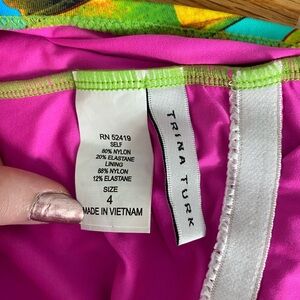 RN 52419
SELF
80% NYLON
20% ELASTANE
LINING
88% NYLON
12% ELASTANE
SIZE
4
MADE IN VIETNAM
TRINA TURK